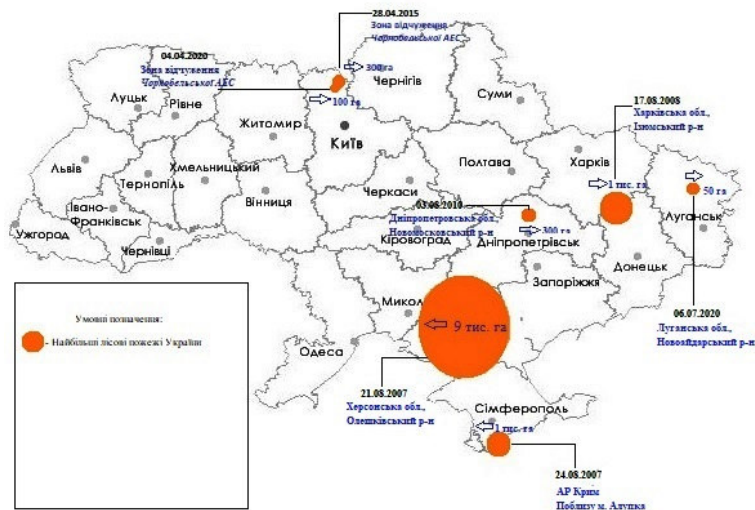 28.04.2015
Зона відчуження
Чорнобельської АЕС
04.04.2020
Зона відчуження
Чорнобельської АЕС
300 га
100 га
Чернігів
Суми
17.08.2008
Харківська обл.,
Ізюмський р-н
Луцьк
Рівне
Житомир
Київ
Львів
Тернопіль
Хмельницький
Вінниця
Черкаси
Полтава
Харків
1 тис. га
50 га
Луганськ
Івано-
Франківськ
Ужгород
Чернівці
03.08.2010
Дніпропетровська обл.,
Новомосковський р-н
300 га
Кіровоград
Дніпропетрівськ
Донецьк
Запоріжжя
06.07.2020
Луганська обл.,
Новоайдарський р-н
Микол
9 тис. га
Одеса
Умовні позначення:
- Найбільші лісові пожежі України
21.08.2007
Херсонська обл.,
Олешківський р-н
Сімферополь
1 тис. га
24.08.2007
АР Крим
Поблизу м. Алупка